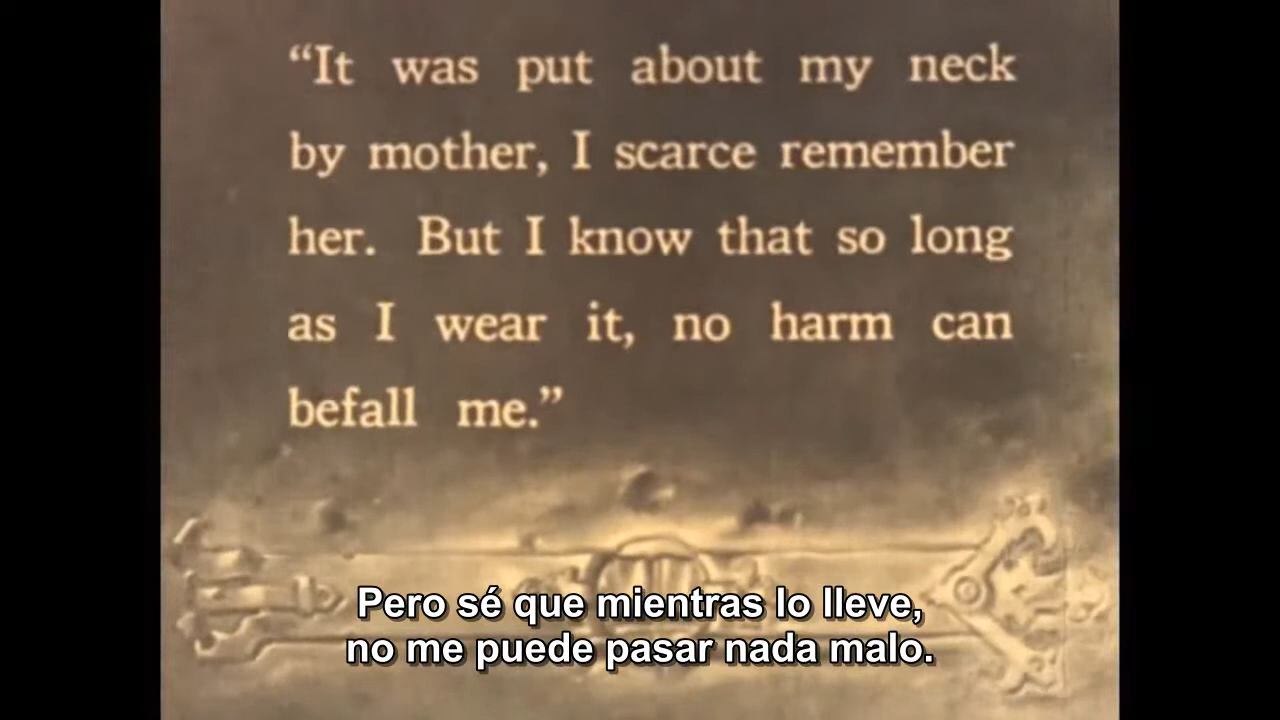 “It was put about my neck
by mother, I scarce remember
her. But I know that so long
as I wear it, no harm can
befall me.”
Pero sé que mientras lo lleve,
no me puede pasar nada malo.